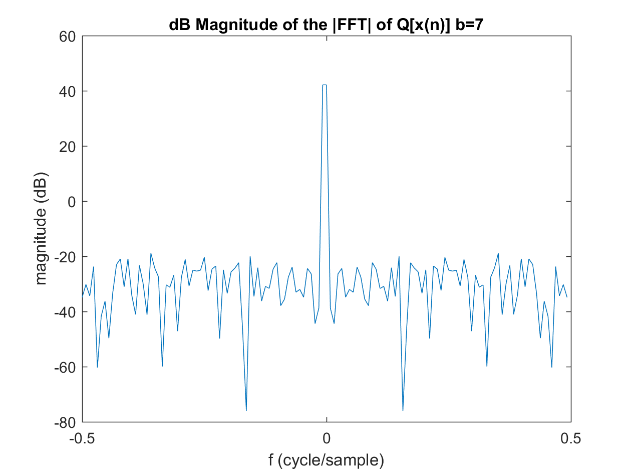 dB Magnitude of the |FFT| of Q[x(n)] b=7
60
40
20
0
-20
-40
-60
-80
magnitude (dB)
-0.5 0 0.5
f (cycle/sample)